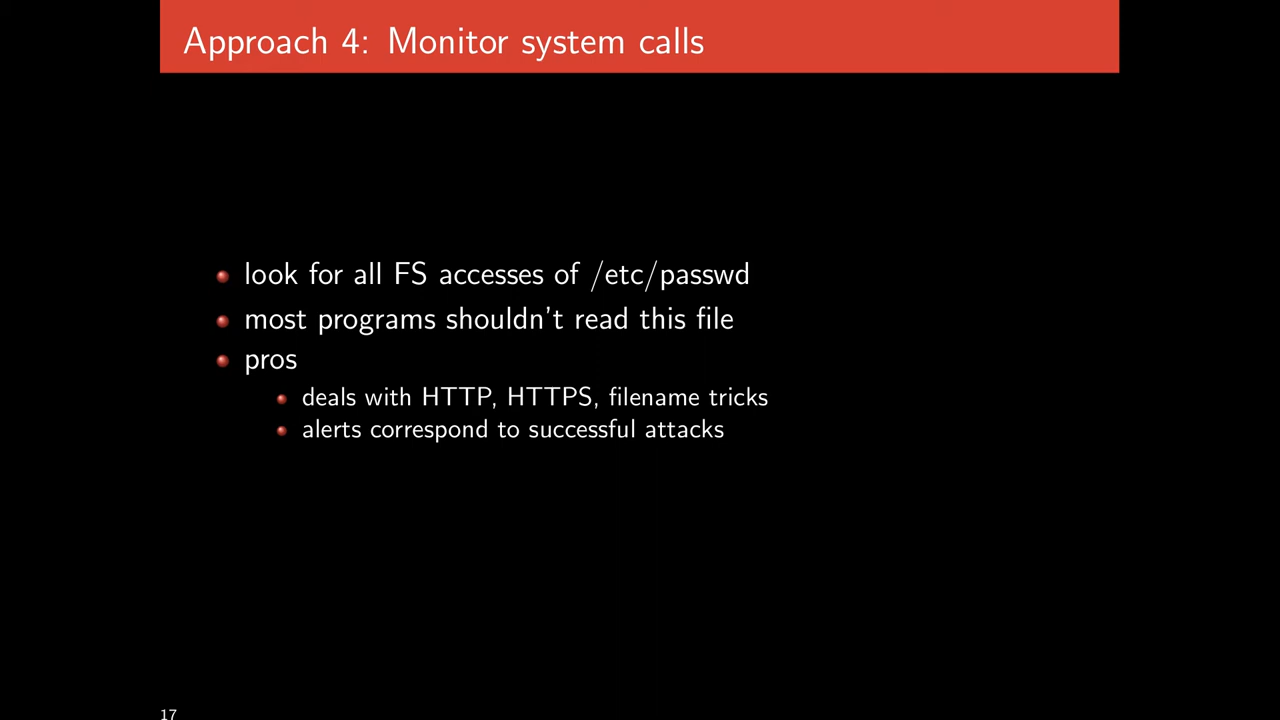 Approach 4: Monitor system calls
look for all FS accesses of /etc/passwd
most programs shouldn't read this file
pros
deals with HTTP, HTTPS, filename tricks
alerts correspond to successful attacks
17